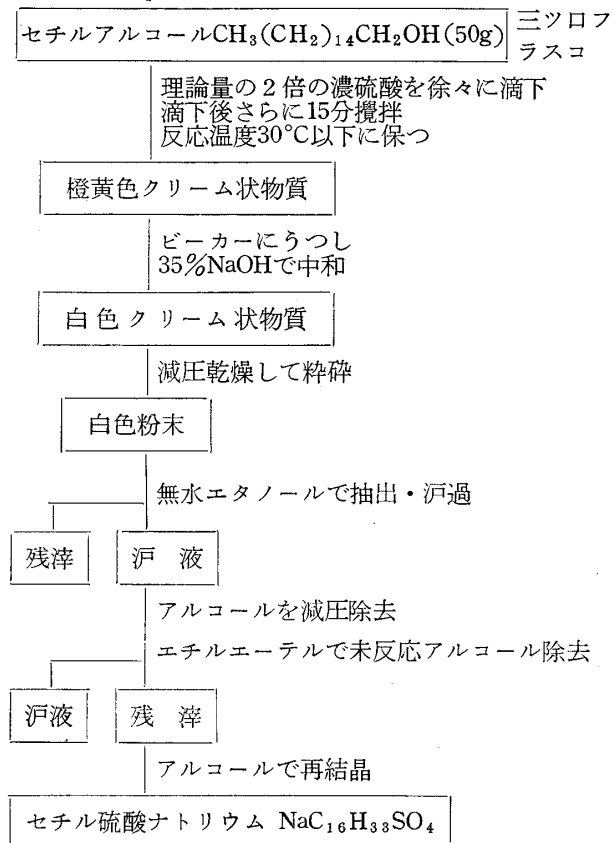 セチルアルコールCH₃(CH₂)₁₄CH₂OH(50g)
三ツロフ
ラスコ
理論量の2倍の濃硫酸を徐々に滴下
滴下後さらに15分攪拌
反応温度30°C以下に保つ
橙黄色クリーム状物質
ビーカーにうつし
35%NaOHで中和
白色クリーム状物質
減圧乾燥して粋砕
白色粉末
無水エタノールで抽出・沪過
残滓
沪液
アルコールを減圧除去
エチルエーテルで未反応アルコール除去
沪液
残滓
アルコールで再結晶
セチル硫酸ナトリウム NaC₁₆H₃₃SO₄